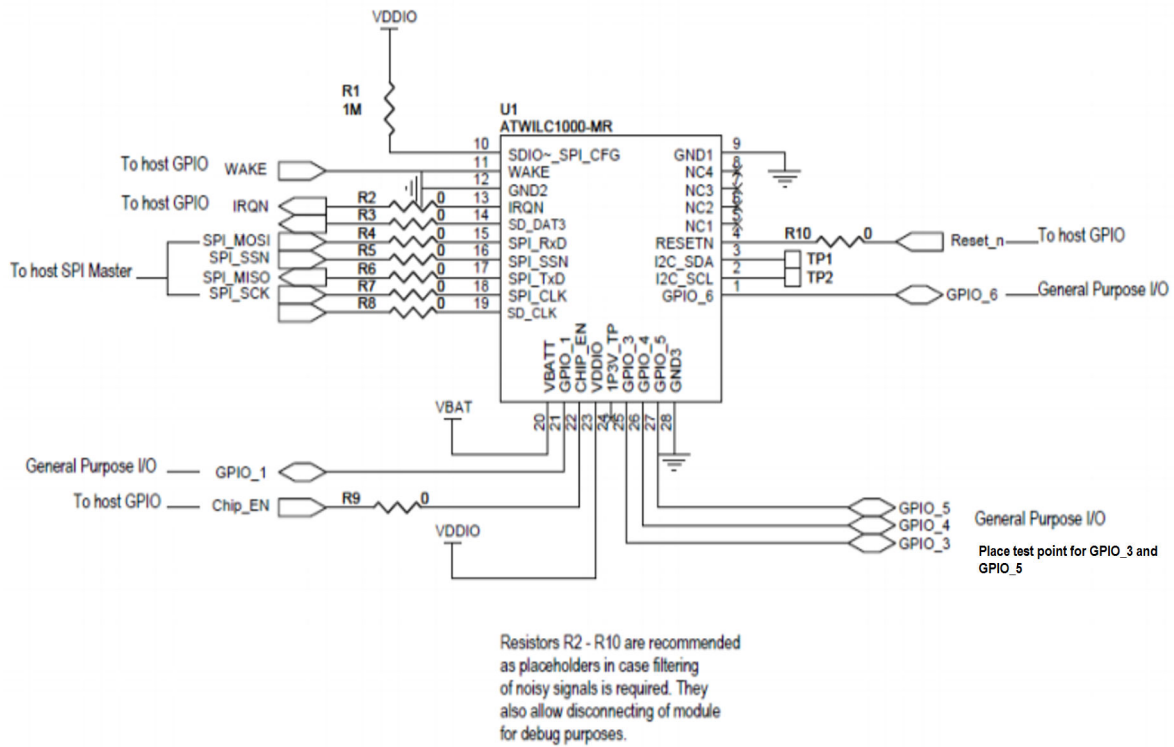 VDDIO
R1
1M
U1
ATWILC1000-MR
10
SDIO~_SPI_CFG
GND1
9
To host GPIO WAKE
11
WAKE
NC4
8
12
GND2
NC3
7
To host GPIO IRQN
R2 0
13
IRQN
NC2
6
R3 0
14
SD_DAT3
NC1
5
SPI_MOSI
R4 0
15
SPI_RxD
RESETN
4
R10 0
Reset_n
To host GPIO
SPI_SSN
R5 0
16
SPI_SSN
I2C_SDA
3
TP1
To host SPI Master
SPI_MISO
R6 0
17
SPI_TxD
I2C_SCL
2
TP2
SPI_SCK
R7 0
18
SPI_CLK
GPIO_6
1
GPIO_6
General Purpose I/O
R8 0
19
SD_CLK
VBATT
GPIO_1
CHIP_EN
VDDIO
1P3V_TP
GPIO_3
GPIO_4
GPIO_5
GND3
20
21
22
23
24
25
26
27
28
VBAT
General Purpose I/O GPIO_1
To host GPIO Chip_EN
R9 0
VDDIO
GPIO_5
GPIO_4
GPIO_3
General Purpose I/O
Place test point for GPIO_3 and
GPIO_5
Resistors R2 - R10 are recommended
as placeholders in case filtering
of noisy signals is required. They
also allow disconnecting of module
for debug purposes.